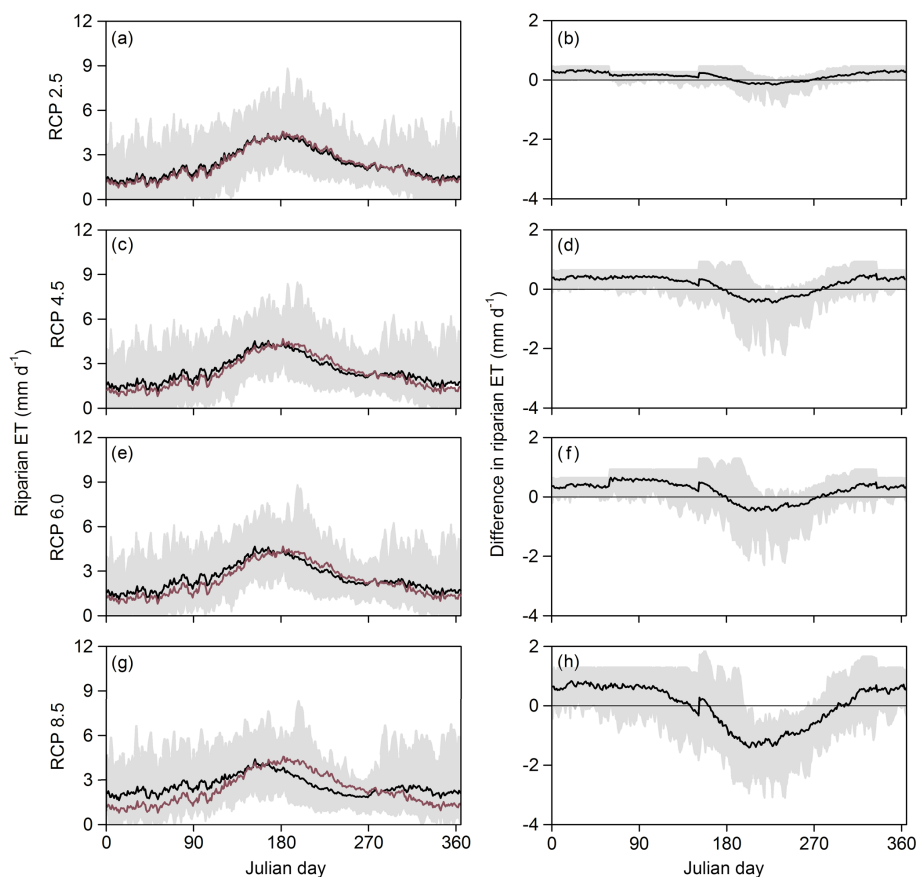 12
9
6
3
0
(a)
RCP 2.5
2
0
-2
-4
(b)
12
9
6
3
0
(c)
RCP 4.5
2
0
-2
-4
(d)
Riparian ET (mm d⁻¹)
Difference in riparian ET (mm d⁻¹)
12
9
6
3
0
(e)
RCP 6.0
2
0
-2
-4
(f)
12
9
6
3
0
(g)
RCP 8.5
2
0
-2
-4
(h)
0 90 180 270 360
0 90 180 270 360
Julian day
Julian day